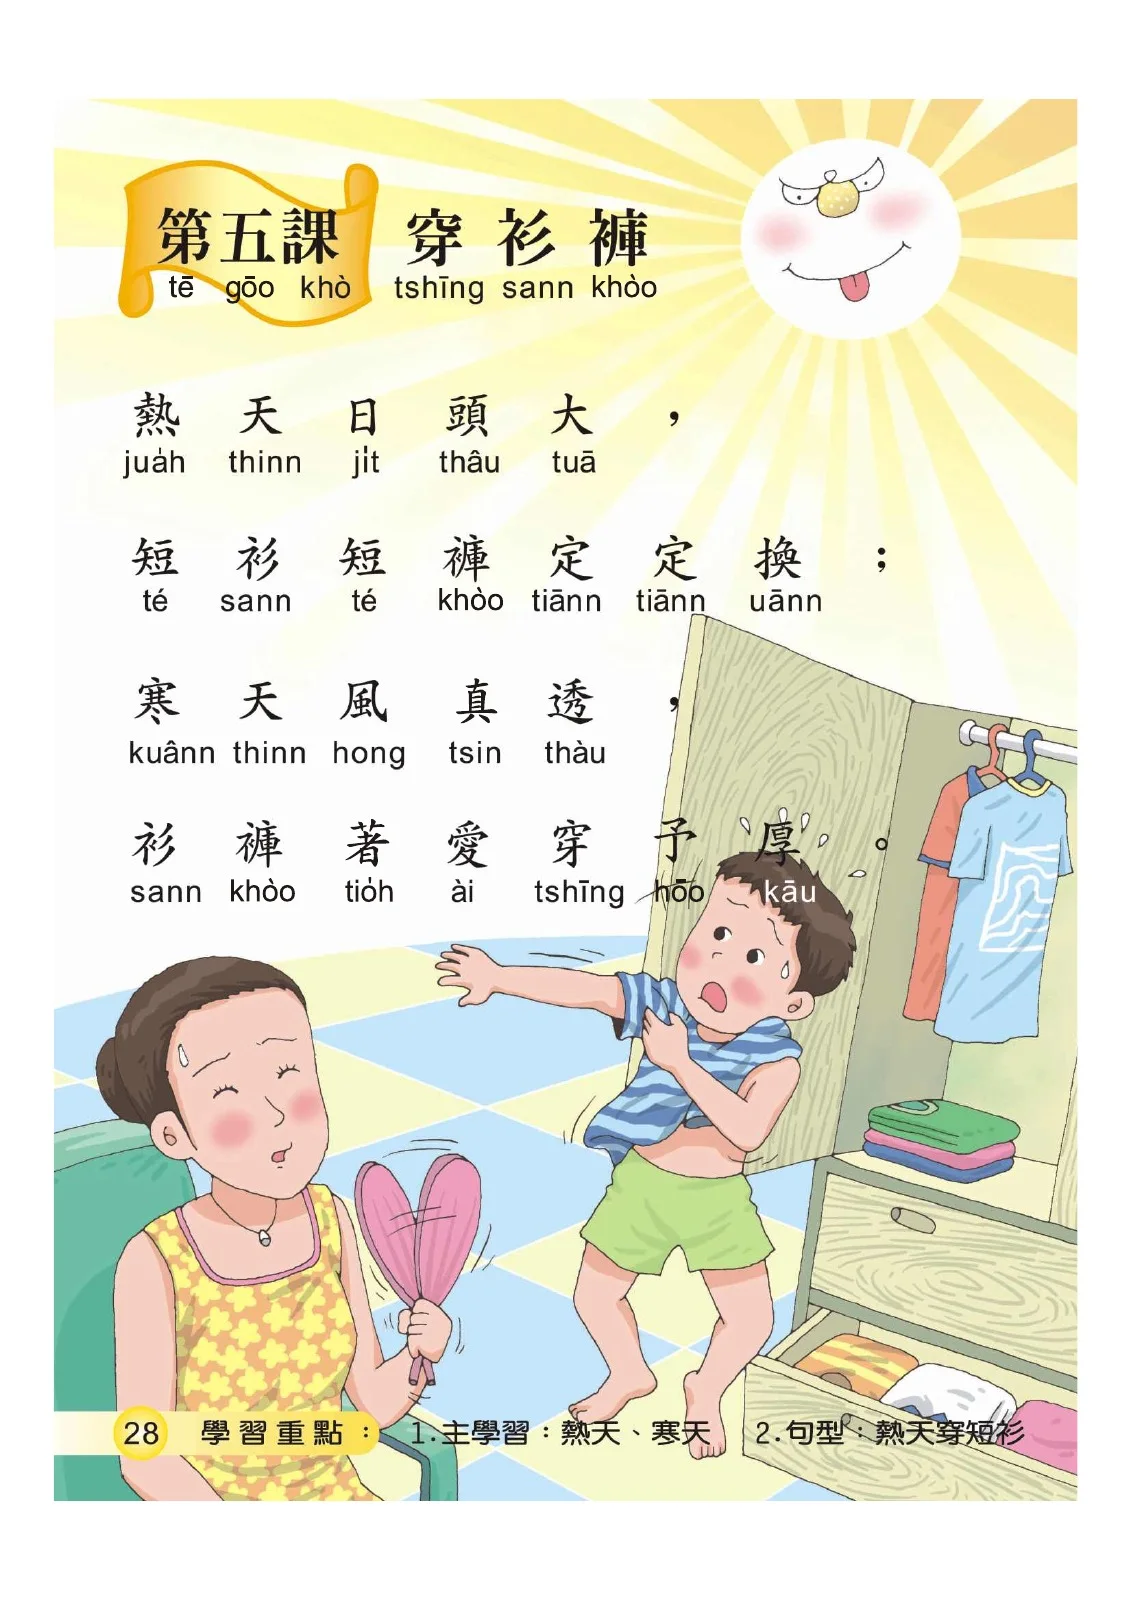 第五課 穿衫褲
tē gōo khò tshīng sann khòo
熱天日頭大，
jua̍h thinn ji̍t thâu tuā
短衫短褲定定換；
té sann té khòo tiānn tiānn uānn
寒天風真透，
kuânn thinn hong tsin thàu
衫褲著愛穿予厚。
sann khòo tio̍h ài tshīng hōo kāu
28 學習重點： 1.主學習：熱天、寒天 2.句型：熱天穿短衫